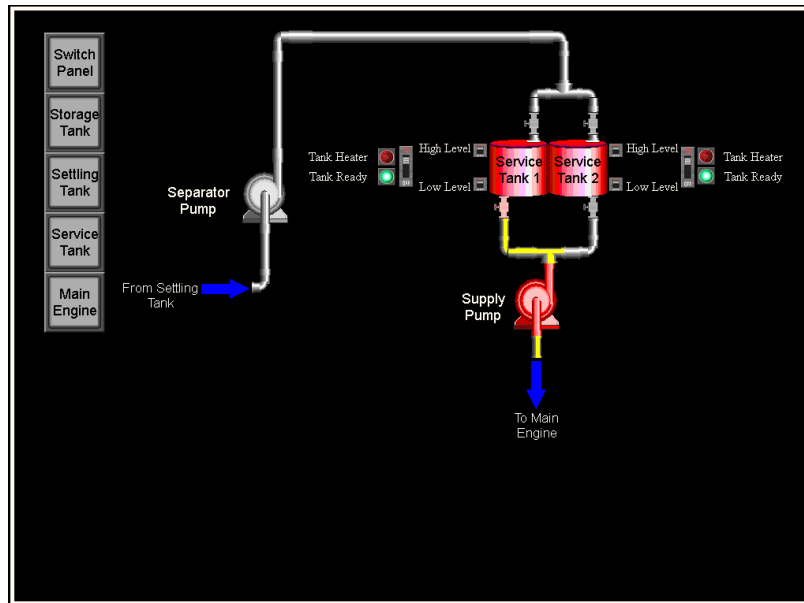 Switch
Panel
Storage
Tank
Settling
Tank
Service
Tank
Main
Engine
Separator
Pump
From Settling
Tank
Tank Heater
Tank Ready
High Level
Low Level
Service
Tank 1
Service
Tank 2
High Level
Low Level
Tank Heater
Tank Ready
Supply
Pump
To Main
Engine